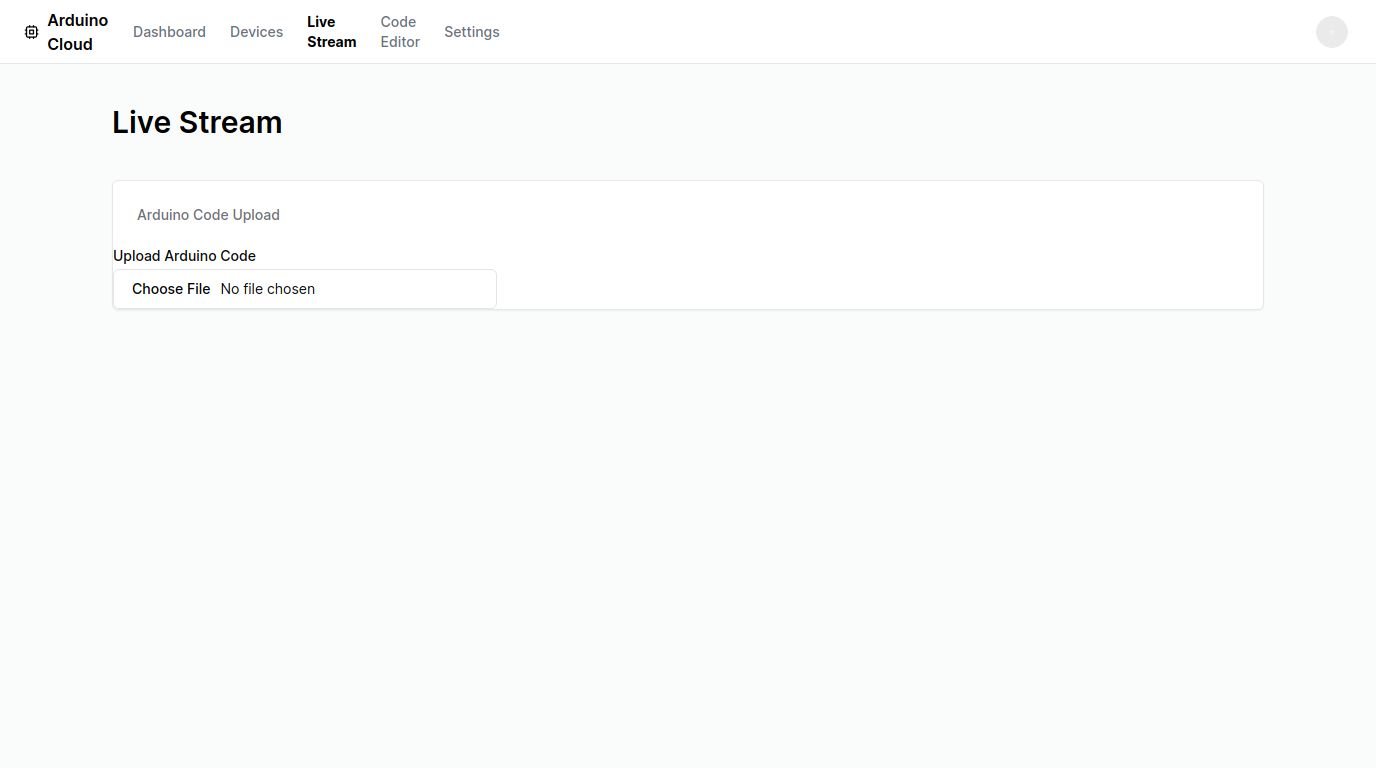 Arduino
Cloud
Dashboard
Devices
Live
Stream
Code
Editor
Settings
Live Stream
Arduino Code Upload
Upload Arduino Code
Choose File No file chosen